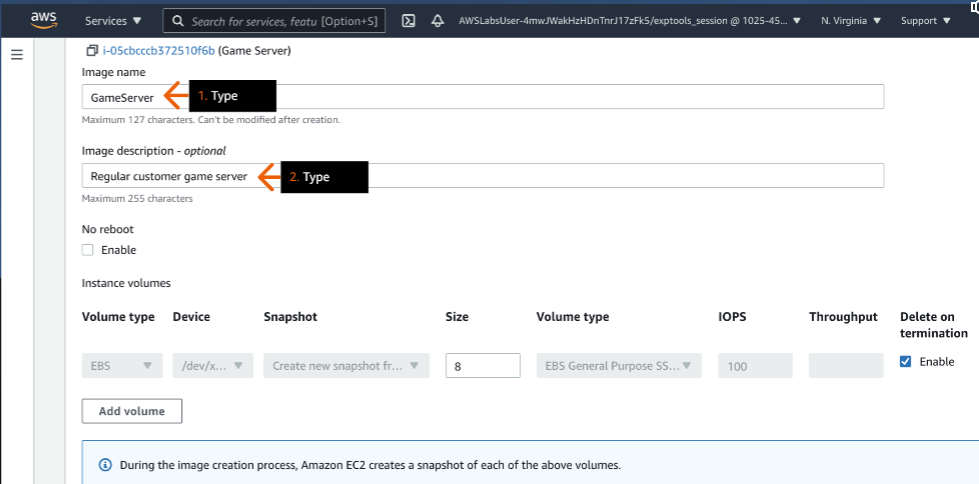 aws Services Search for services, featu [Option+S] AWSLabsUser-4mwJWakHzHDnTnrJ17zFk5/exptools_session @ 1025-45... N. Virginia Support
i-05cbcccb372510f6b (Game Server)
Image name
GameServer 1. Type
Maximum 127 characters. Can't be modified after creation.
Image description - optional
Regular customer game server 2. Type
Maximum 255 characters
No reboot
Enable
Instance volumes
Volume type Device Snapshot Size Volume type IOPS Throughput Delete on
termination
EBS /dev/x... Create new snapshot fr... 8 EBS General Purpose SS... 100 Enable
Add volume
During the image creation process, Amazon EC2 creates a snapshot of each of the above volumes.